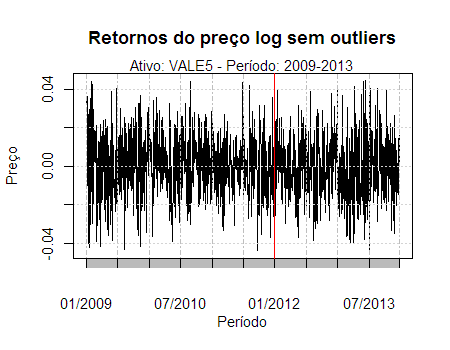 Retornos do preço log sem outliers
Ativo: VALE5 - Período: 2009-2013
Preço
0.04
0.00
-0.04
01/2009 07/2010 01/2012 07/2013
Período